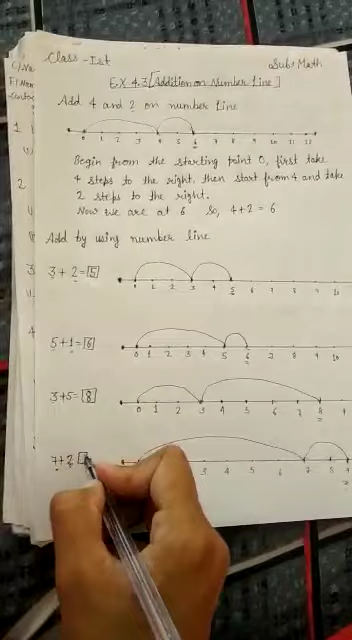 Class-Ist
Sub: Math
EX 4.3 [Addition on Number Line]
Add 4 and 2 on number line
0 1 2 3 4 5 6 7 8 9 10 11 12
Begin from the starting point 0, first take
4 steps to the right, then start from 4 and take
2 steps to the right.
Now we are at 6 So, 4+2=6
Add by using number line
3+2=5
0 1 2 3 4 5 6 7 8 9 10
5+1=6
0 1 2 3 4 5 6 7 8 9 10
3+5=8
0 1 2 3 4 5 6 7 8 9
7+2
3 4 5 6 7 8